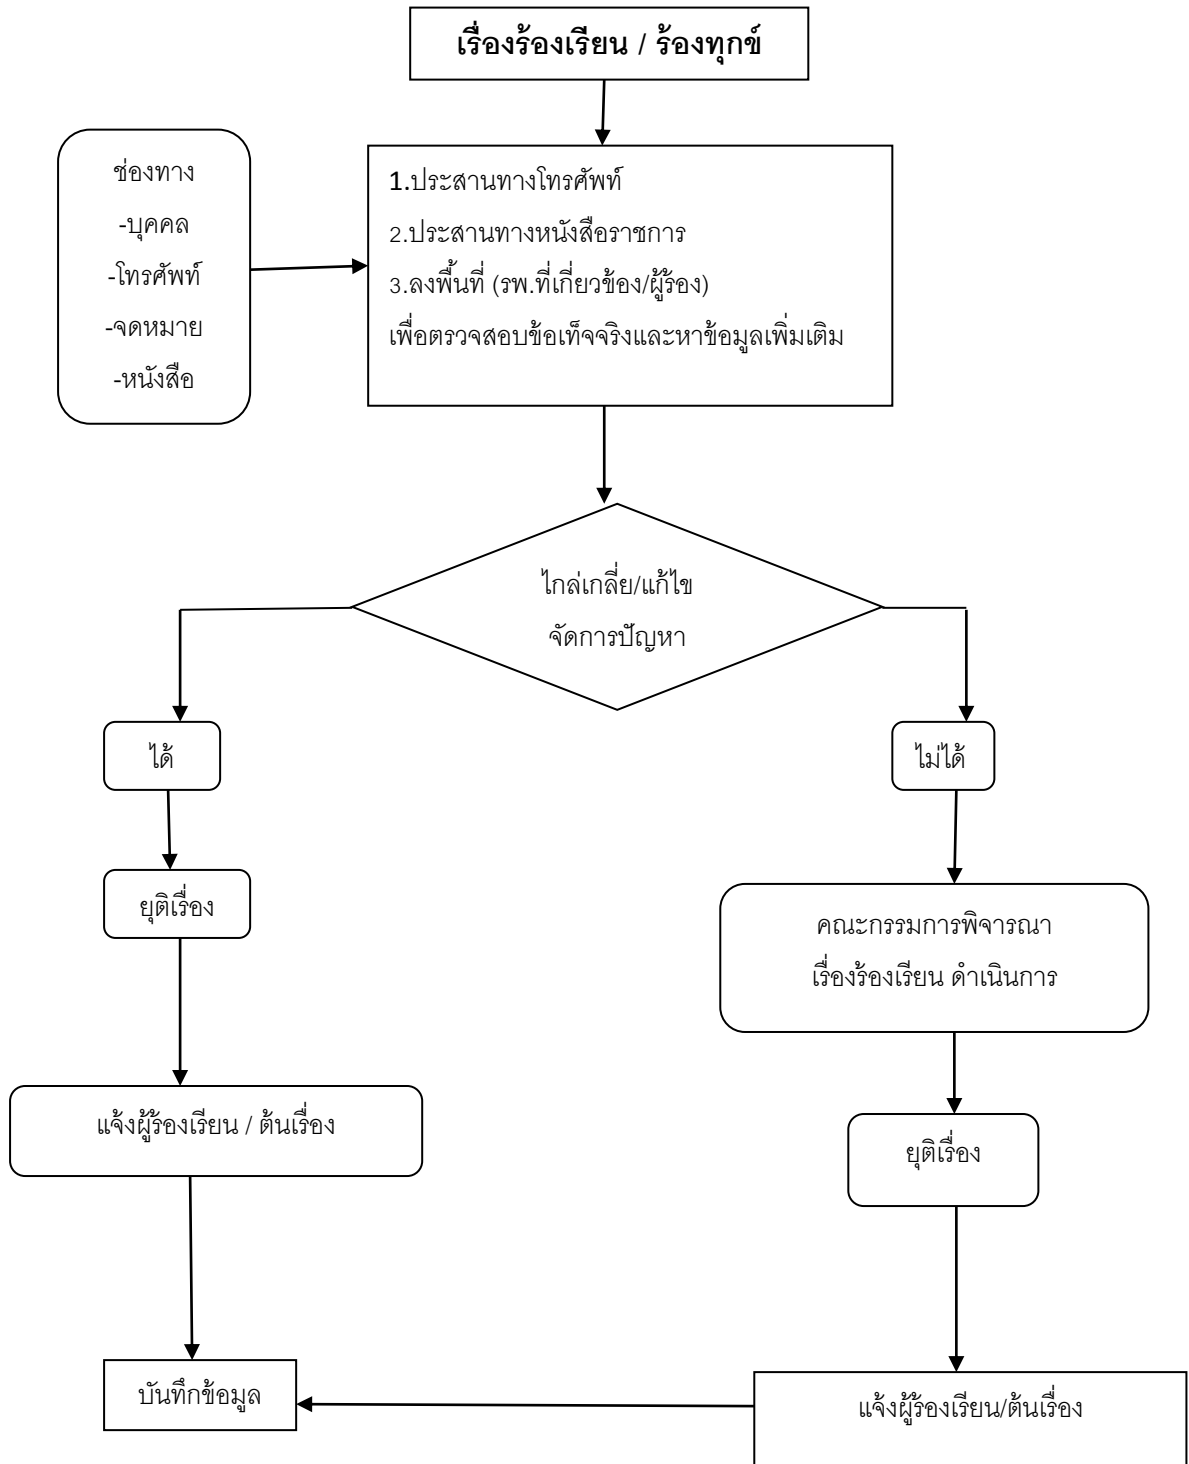 เรื่องร้องเรียน / ร้องทุกข์
ช่องทาง
-บุคคล
-โทรศัพท์
-จดหมาย
-หนังสือ
1.ประสานทางโทรศัพท์
2.ประสานทางหนังสือราชการ
3.ลงพื้นที่ (รพ.ที่เกี่ยวข้อง/ผู้ร้อง)
เพื่อตรวจสอบข้อเท็จจริงและหาข้อมูลเพิ่มเติม
ไกล่เกลี่ย/แก้ไข
จัดการปัญหา
ได้
ไม่ได้
ยุติเรื่อง
คณะกรรมการพิจารณา
เรื่องร้องเรียน ดำเนินการ
แจ้งผู้ร้องเรียน / ต้นเรื่อง
ยุติเรื่อง
บันทึกข้อมูล
แจ้งผู้ร้องเรียน/ต้นเรื่อง